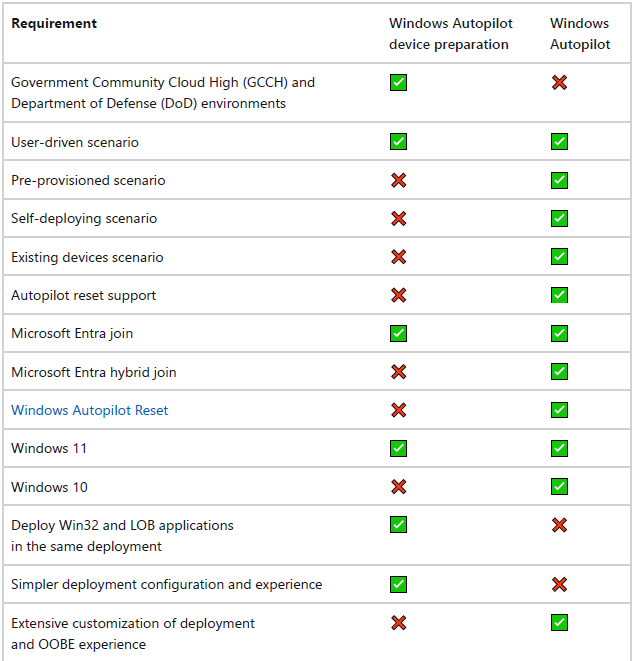 Requirement
Windows Autopilot
device preparation
Windows
Autopilot
Government Community Cloud High (GCCH) and
Department of Defense (DoD) environments
User-driven scenario
Pre-provisioned scenario
Self-deploying scenario
Existing devices scenario
Autopilot reset support
Microsoft Entra join
Microsoft Entra hybrid join
Windows Autopilot Reset
Windows 11
Windows 10
Deploy Win32 and LOB applications
in the same deployment
Simpler deployment configuration and experience
Extensive customization of deployment
and OOBE experience